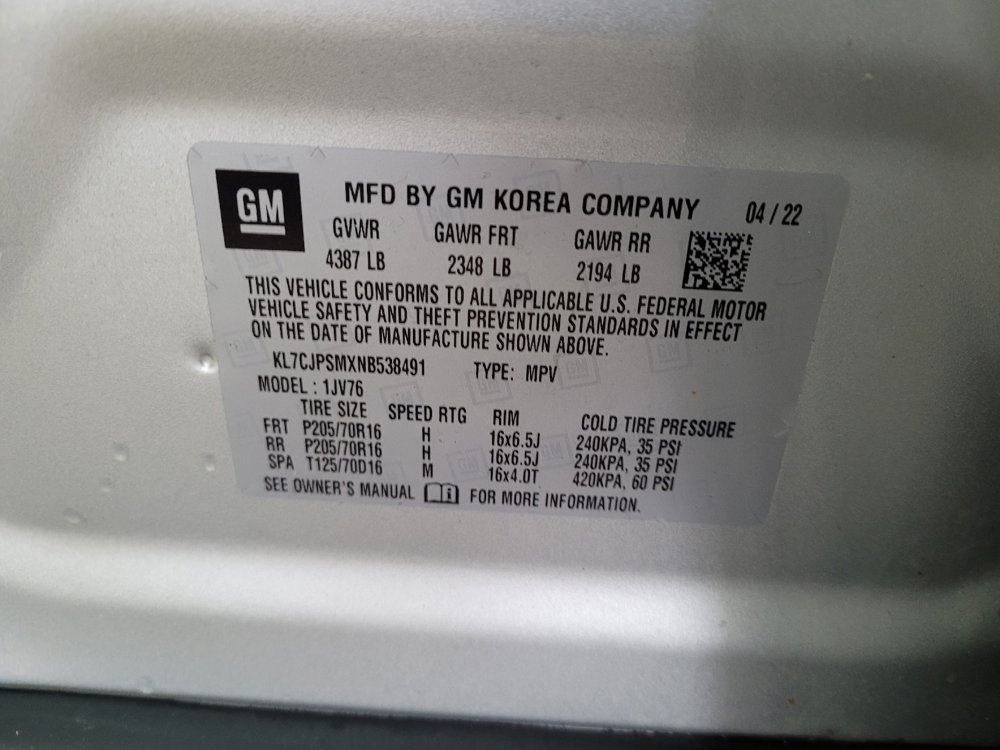 GM
MFD BY GM KOREA COMPANY 04 / 22
GVWR GAWR FRT GAWR RR
4387 LB 2348 LB 2194 LB
THIS VEHICLE CONFORMS TO ALL APPLICABLE U.S. FEDERAL MOTOR
VEHICLE SAFETY AND THEFT PREVENTION STANDARDS IN EFFECT
ON THE DATE OF MANUFACTURE SHOWN ABOVE.
KL7CJPSMXNB538491 TYPE: MPV
MODEL : 1JV76
TIRE SIZE SPEED RTG RIM COLD TIRE PRESSURE
FRT P205/70R16 H 16x6.5J 240KPA, 35 PSI
RR P205/70R16 H 16x6.5J 240KPA, 35 PSI
SPA T125/70D16 M 16x4.0T 420KPA, 60 PSI
SEE OWNER'S MANUAL FOR MORE INFORMATION.